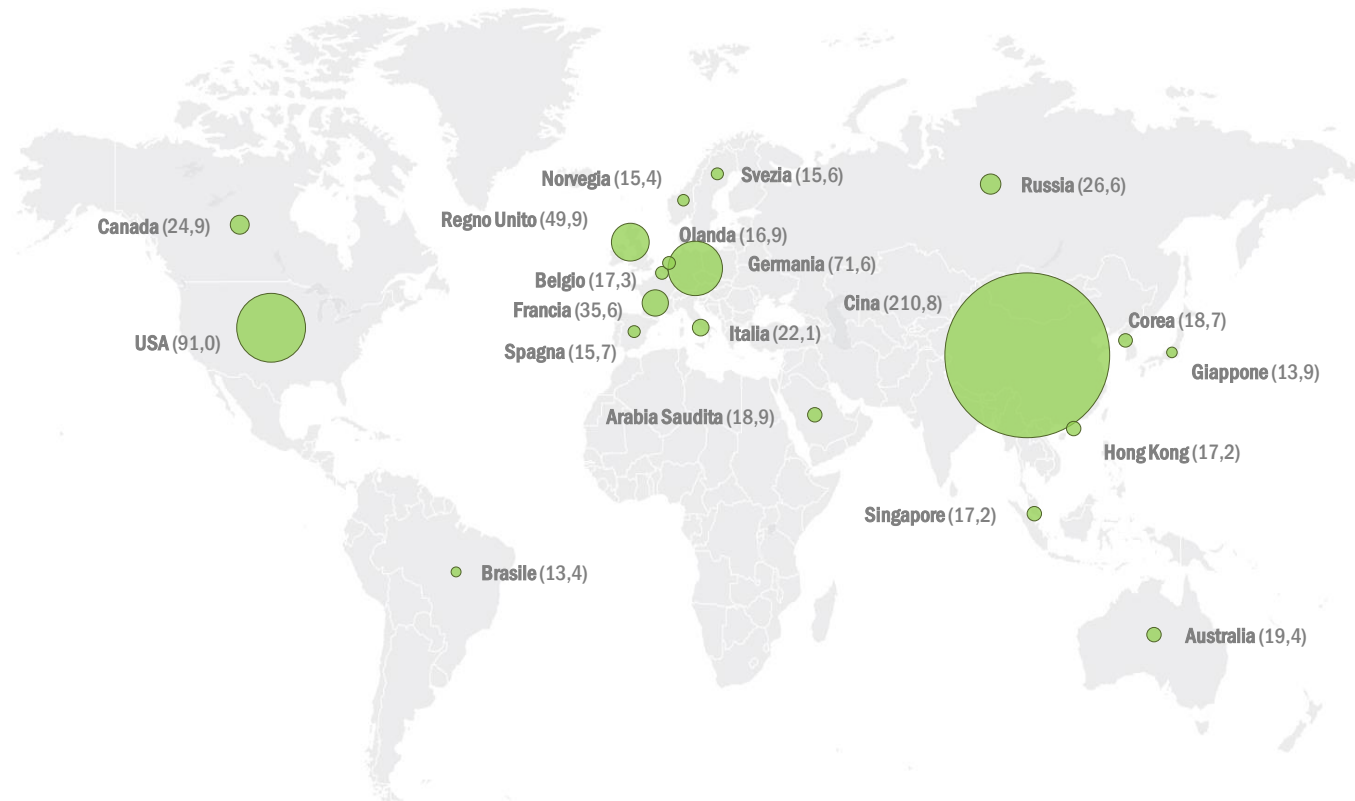 Norvegia (15,4)
Svezia (15,6)
Russia (26,6)
Canada (24,9)
Regno Unito (49,9)
Olanda (16,9)
Germania (71,6)
Belgio (17,3)
Francia (35,6)
Cina (210,8)
Corea (18,7)
USA (91,0)
Italia (22,1)
Spagna (15,7)
Giappone (13,9)
Arabia Saudita (18,9)
Hong Kong (17,2)
Singapore (17,2)
Brasile (13,4)
Australia (19,4)